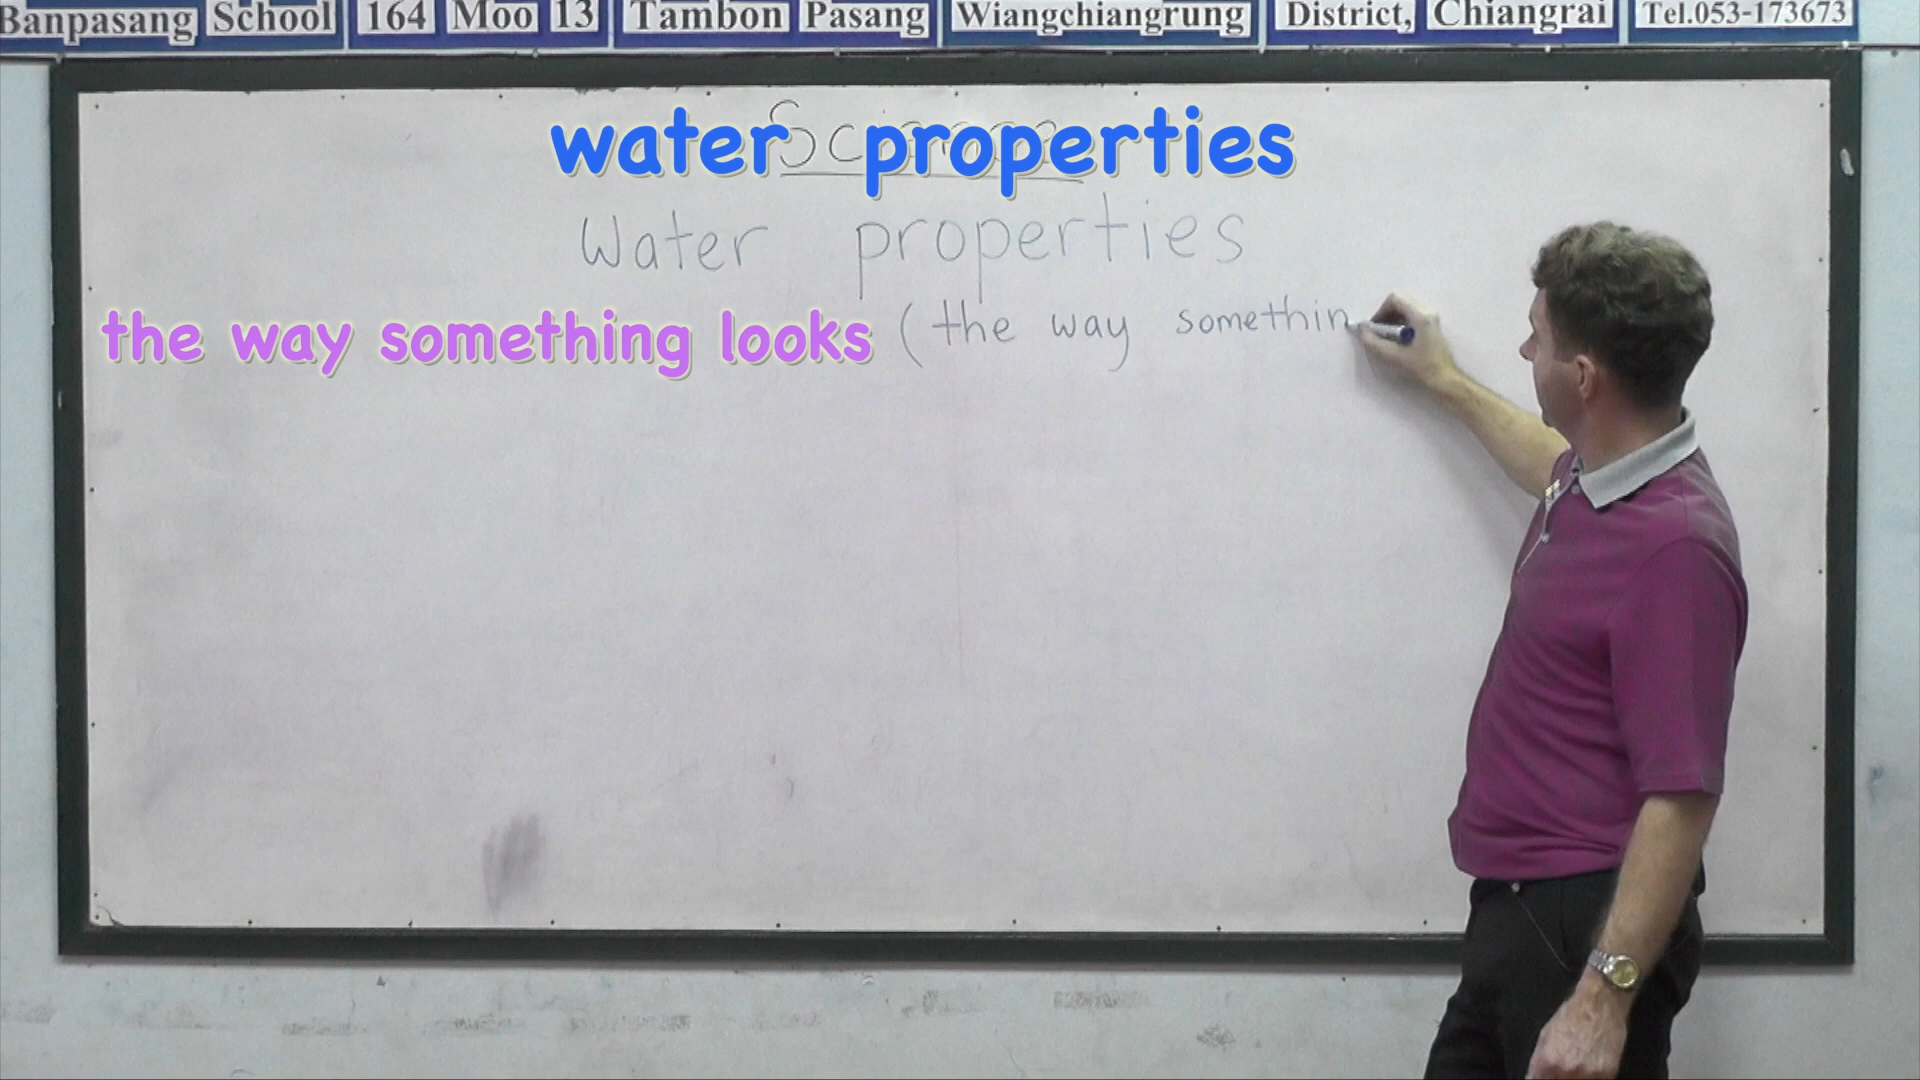 Banpasang School 164 Moo 13 Tambon Pasang Wiangchiangrung District, Chiangrai Tel.053-173673
Science
water properties
Water properties
the way something looks
(the way somethin